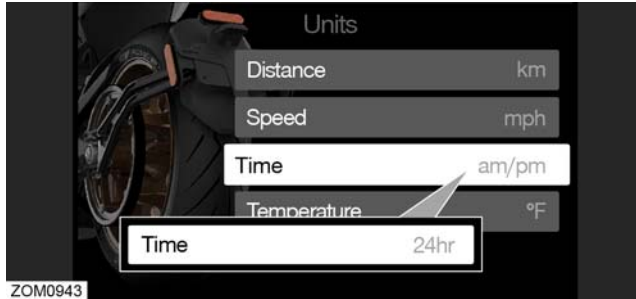 Units
Distance km
Speed mph
Time am/pm
Temperature °F
Time 24hr
ZOM0943